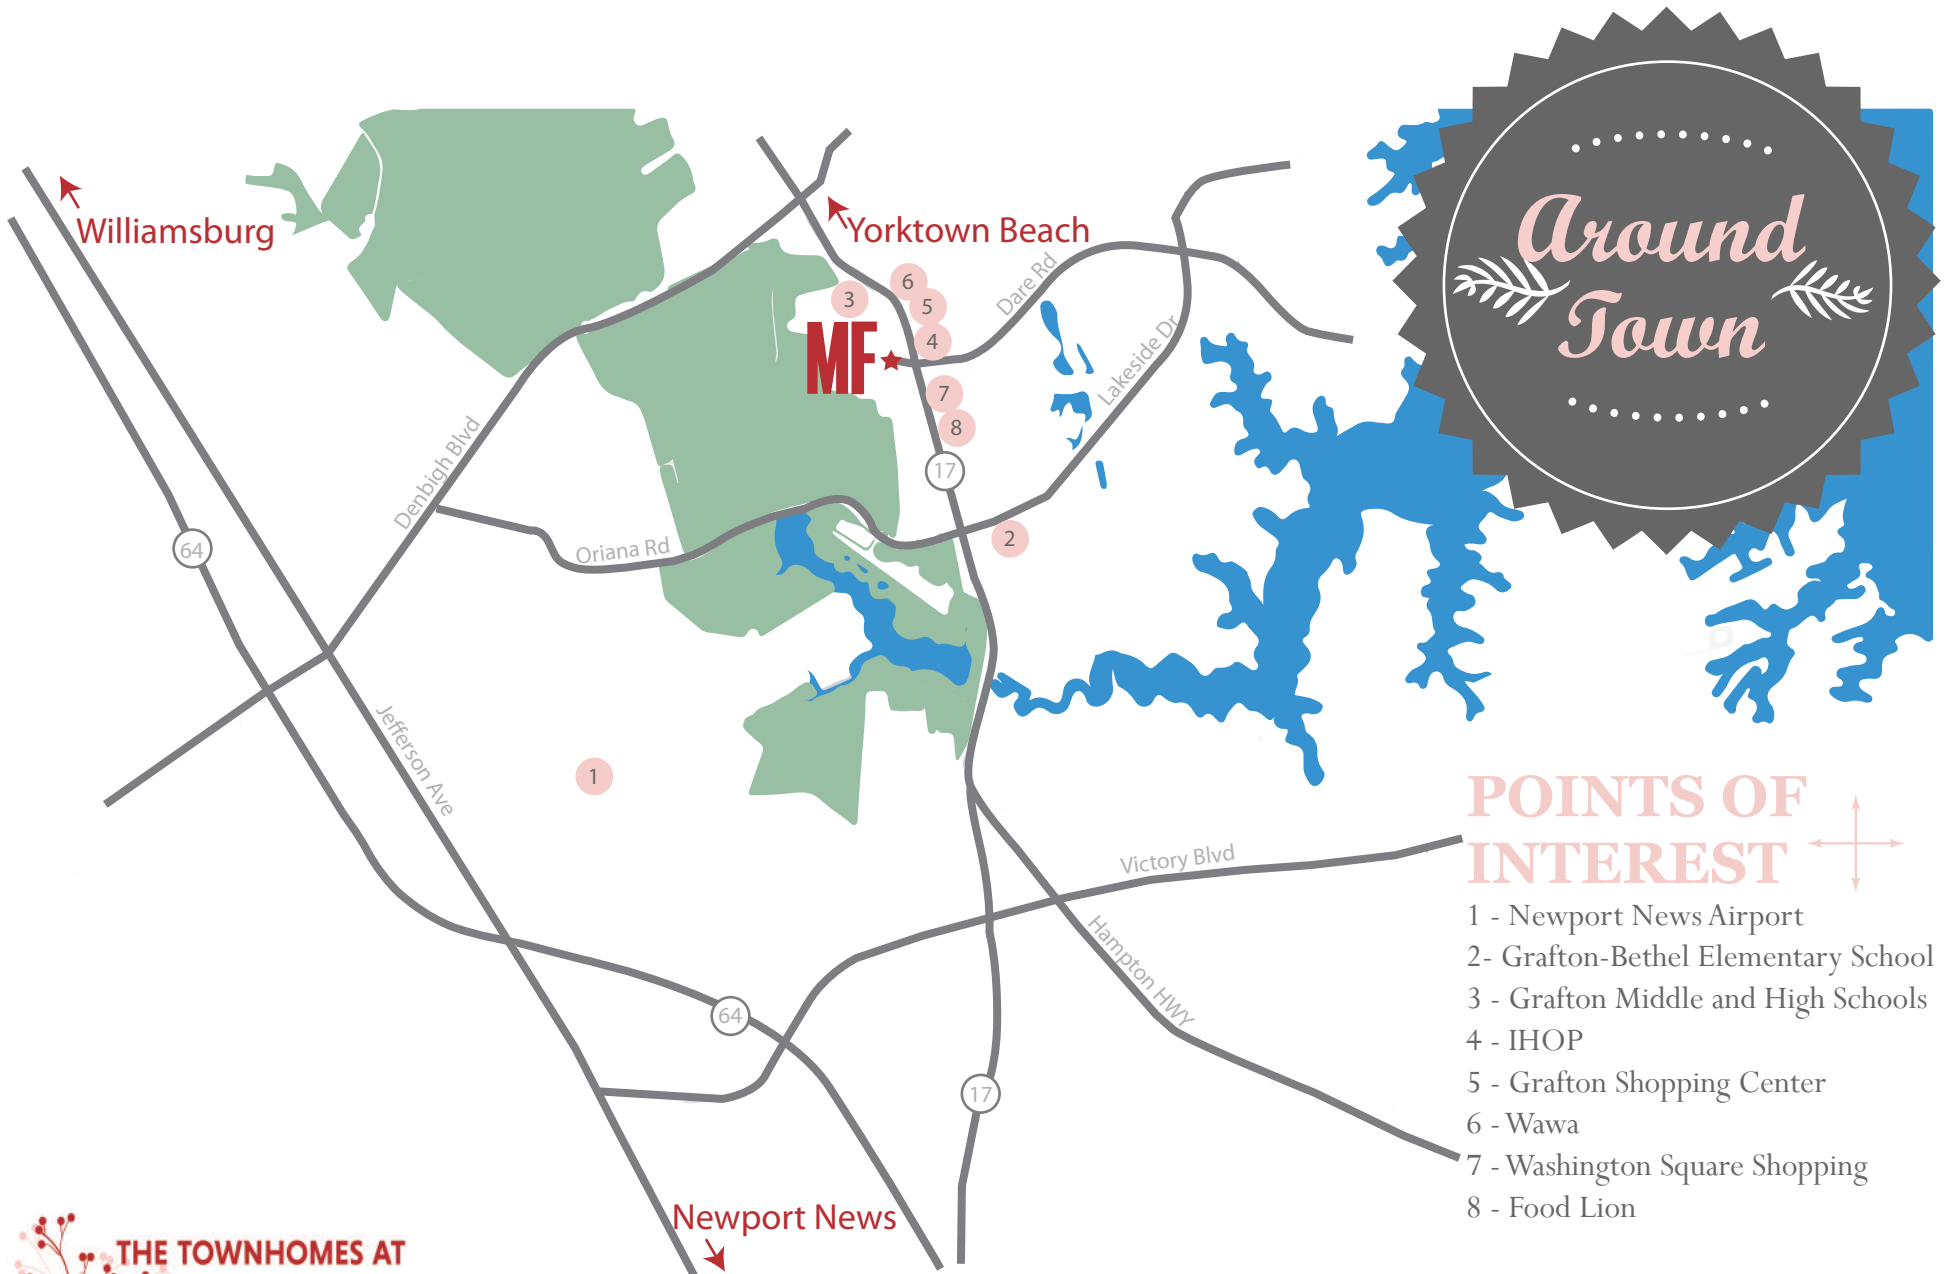 Around
Town
Williamsburg
Yorktown Beach
6
3
5
4
MF
Dare Rd
Lakeside Dr
7
8
17
Denbigh Blvd
64
Oriana Rd
2
Jefferson Ave
1
Victory Blvd
Hampton HWY
64
17
Newport News
POINTS OF
INTEREST
1 - Newport News Airport
2- Grafton-Bethel Elementary School
3 - Grafton Middle and High Schools
4 - IHOP
5 - Grafton Shopping Center
6 - Wawa
7 - Washington Square Shopping
8 - Food Lion
THE TOWNHOMES AT